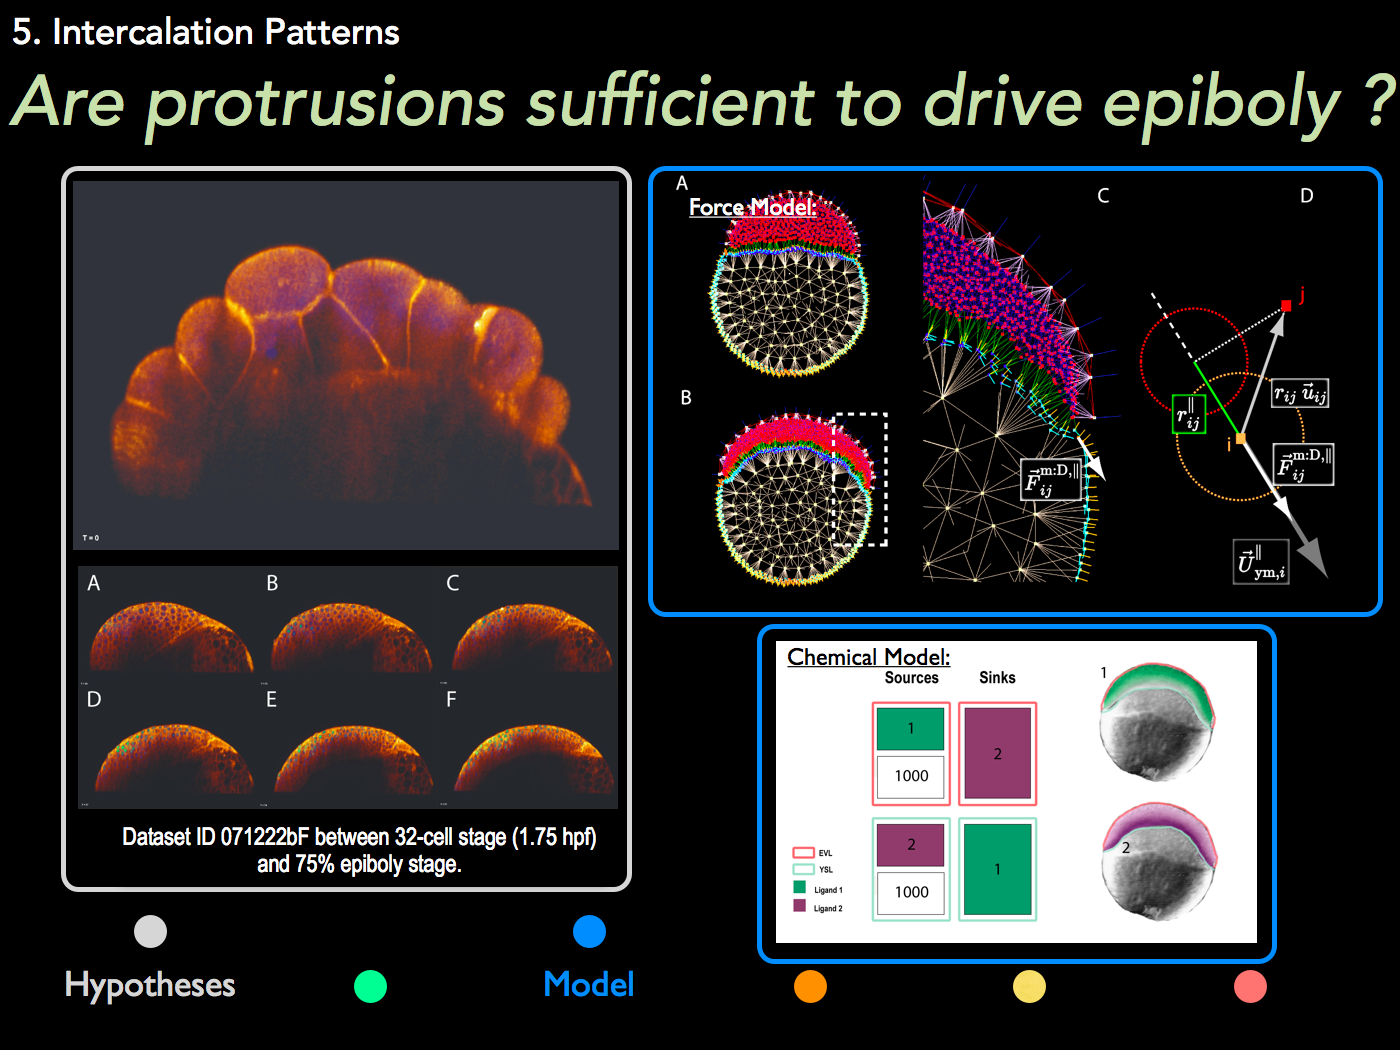 5. Intercalation Patterns
Are protrusions sufficient to drive epiboly ?
T = 0
A B C
D E F
Dataset ID 071222bF between 32-cell stage (1.75 hpf)
and 75% epiboly stage.
A
Force Model:
B
C
D
j
i
r_{ij} \vec{u}_{ij}
r_{ij}^{∥}
\vec{F}_{ij}^{m:D,∥}
\vec{F}_{ij}^{m:D,∥}
\vec{U}_{ym,i}^{∥}
Chemical Model:
Sources Sinks
1
1000
2
2
1000
1
EVL
YSL
Ligand 1
Ligand 2
1
2
Hypotheses
Model